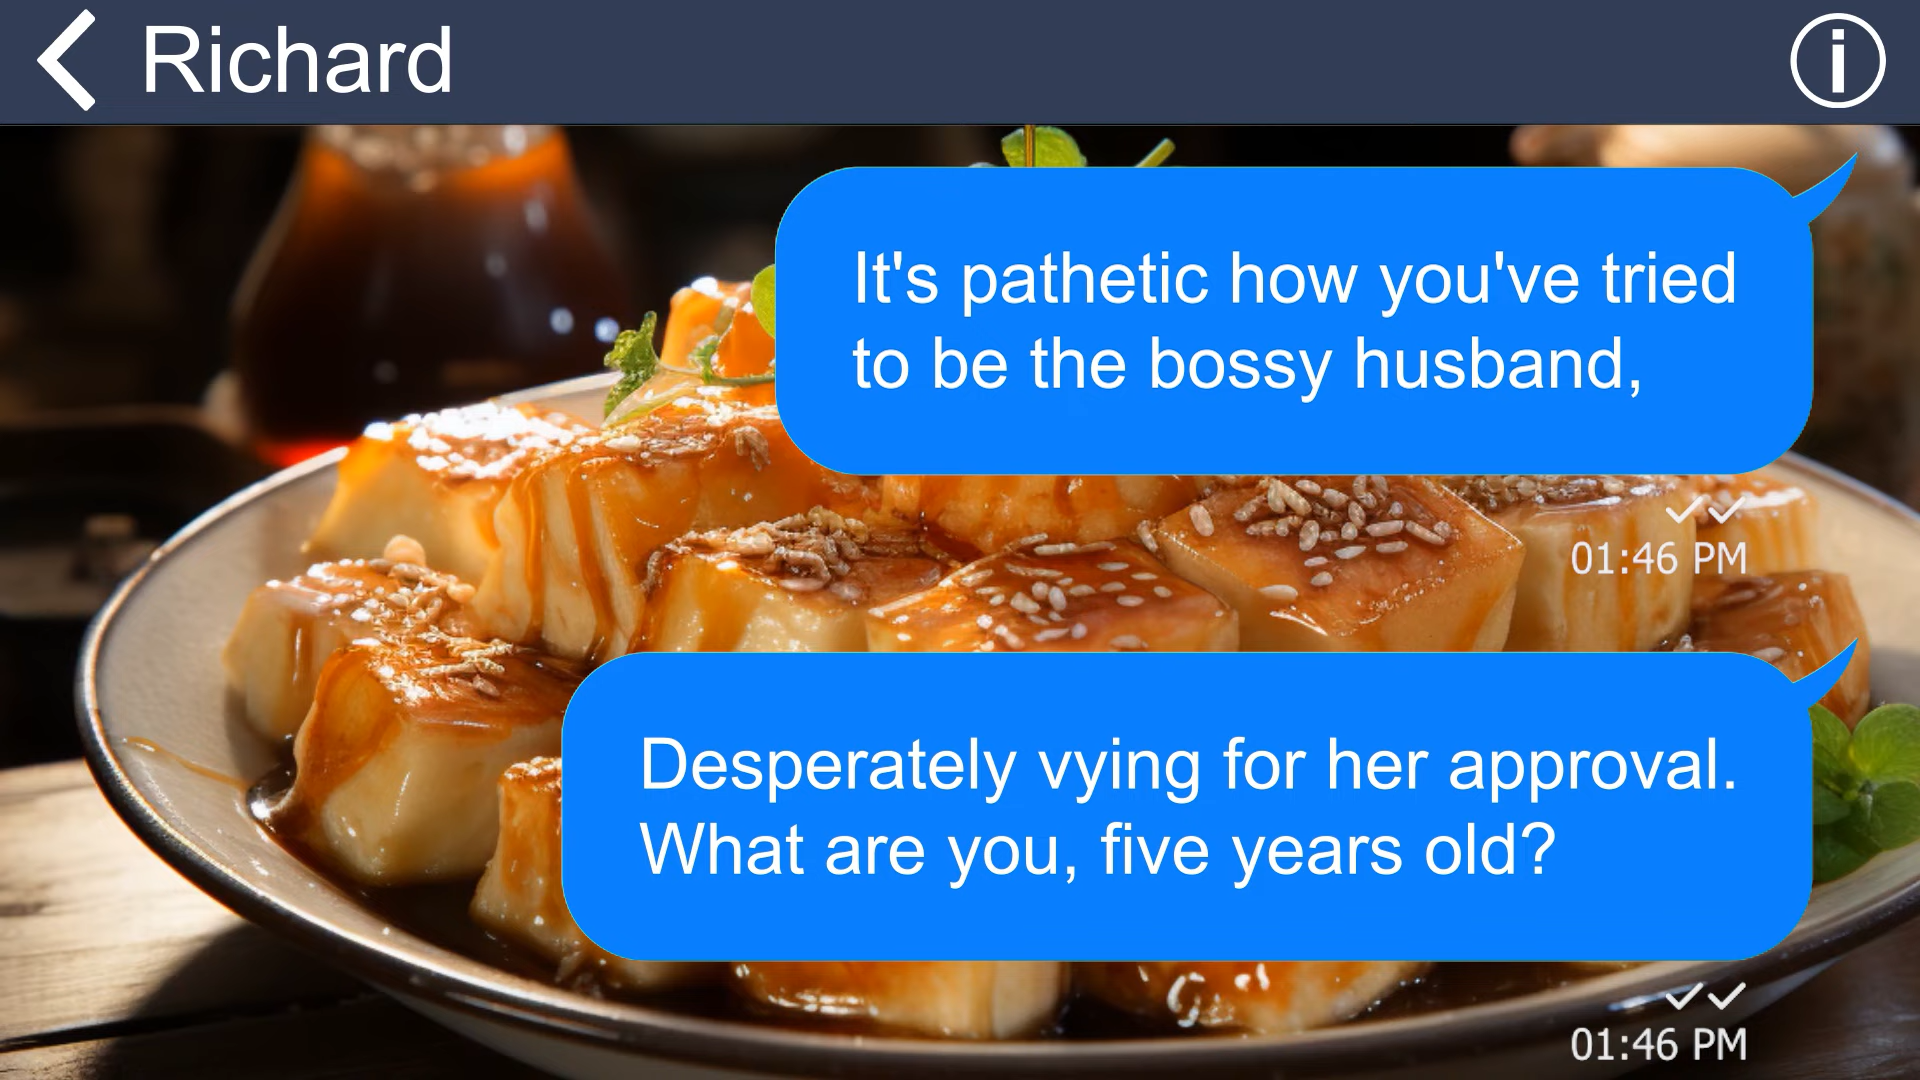 Richard
It's pathetic how you've tried
to be the bossy husband,
01:46 PM
Desperately vying for her approval.
What are you, five years old?
01:46 PM